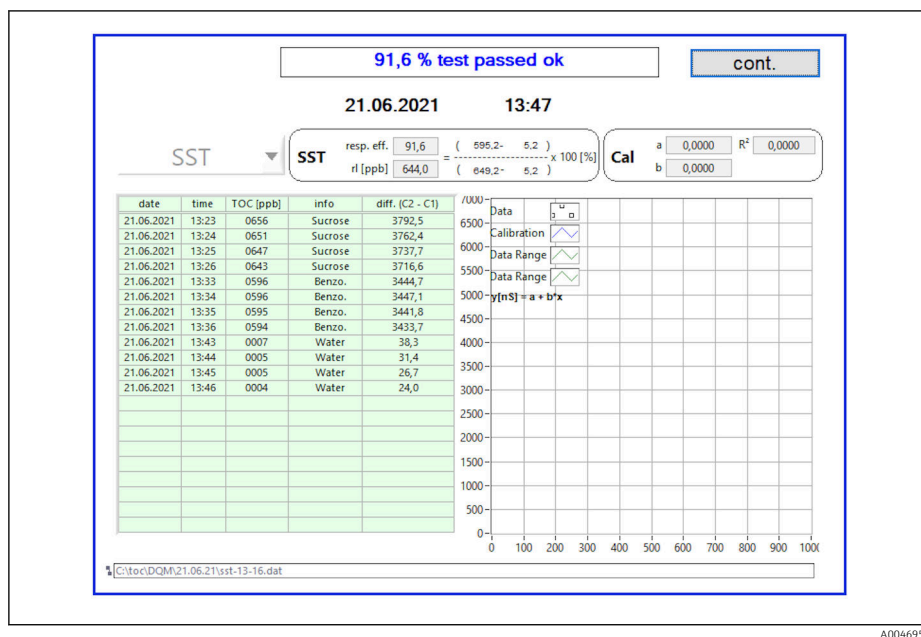 91,6 % test passed ok
cont.
21.06.2021 13:47
SST
SST
resp. eff. 91,6
rl [ppb] 644,0
= ( 595,2- 5,2 )
-------------------- x 100 [%]
( 649,2- 5,2 )
Cal
a 0,0000 R² 0,0000
b 0,0000
date time TOC [ppb] info diff. (C2 - C1)
21.06.2021 13:23 0656 Sucrose 3792,5
21.06.2021 13:24 0651 Sucrose 3762,4
21.06.2021 13:25 0647 Sucrose 3737,7
21.06.2021 13:26 0643 Sucrose 3716,6
21.06.2021 13:33 0596 Benzo. 3444,7
21.06.2021 13:34 0596 Benzo. 3447,1
21.06.2021 13:35 0595 Benzo. 3441,8
21.06.2021 13:36 0594 Benzo. 3433,7
21.06.2021 13:43 0007 Water 38,3
21.06.2021 13:44 0005 Water 31,4
21.06.2021 13:45 0005 Water 26,7
21.06.2021 13:46 0004 Water 24,0
7000
6500
6000
5500
5000
4500
4000
3500
3000
2500
2000
1500
1000
500
0
Data
Calibration
Data Range
Data Range
y[nS] = a + b*x
0 100 200 300 400 500 600 700 800 900 1000
C:\toc\DQM\21.06.21\sst-13-16.dat